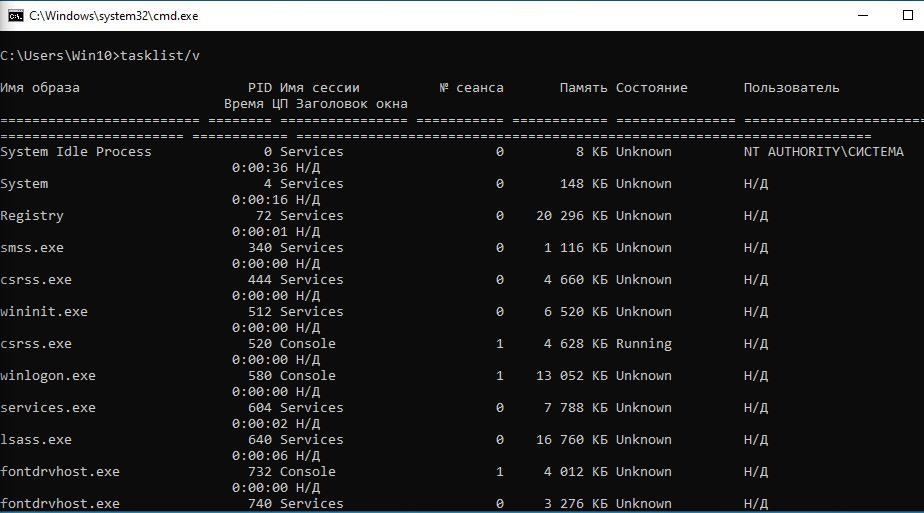 C:\Windows\system32\cmd.exe
C:\Users\Win10>tasklist/v
Имя образа                     PID Имя сессии          № сеанса       Память Состояние       Пользователь
                            Время ЦП Заголовок окна
========================= ======== ================ =========== ============ =============== =======================
======================= ============ ========================================================================
System Idle Process              0 Services                   0         8 КБ Unknown         NT AUTHORITY\СИСТЕМА
                             0:00:36 Н/Д
System                           4 Services                   0       148 КБ Unknown         Н/Д
                             0:00:16 Н/Д
Registry                        72 Services                   0    20 296 КБ Unknown         Н/Д
                             0:00:01 Н/Д
smss.exe                       340 Services                   0     1 116 КБ Unknown         Н/Д
                             0:00:00 Н/Д
csrss.exe                      444 Services                   0     4 660 КБ Unknown         Н/Д
                             0:00:00 Н/Д
wininit.exe                    512 Services                   0     6 520 КБ Unknown         Н/Д
                             0:00:00 Н/Д
csrss.exe                      520 Console                    1     4 628 КБ Running         Н/Д
                             0:00:00 Н/Д
winlogon.exe                   580 Console                    1    13 052 КБ Unknown         Н/Д
                             0:00:00 Н/Д
services.exe                   604 Services                   0     7 788 КБ Unknown         Н/Д
                             0:00:02 Н/Д
lsass.exe                      640 Services                   0    16 760 КБ Unknown         Н/Д
                             0:00:06 Н/Д
fontdrvhost.exe                732 Console                    1     4 012 КБ Unknown         Н/Д
                             0:00:00 Н/Д
fontdrvhost.exe                740 Services                   0     3 276 КБ Unknown         Н/Д